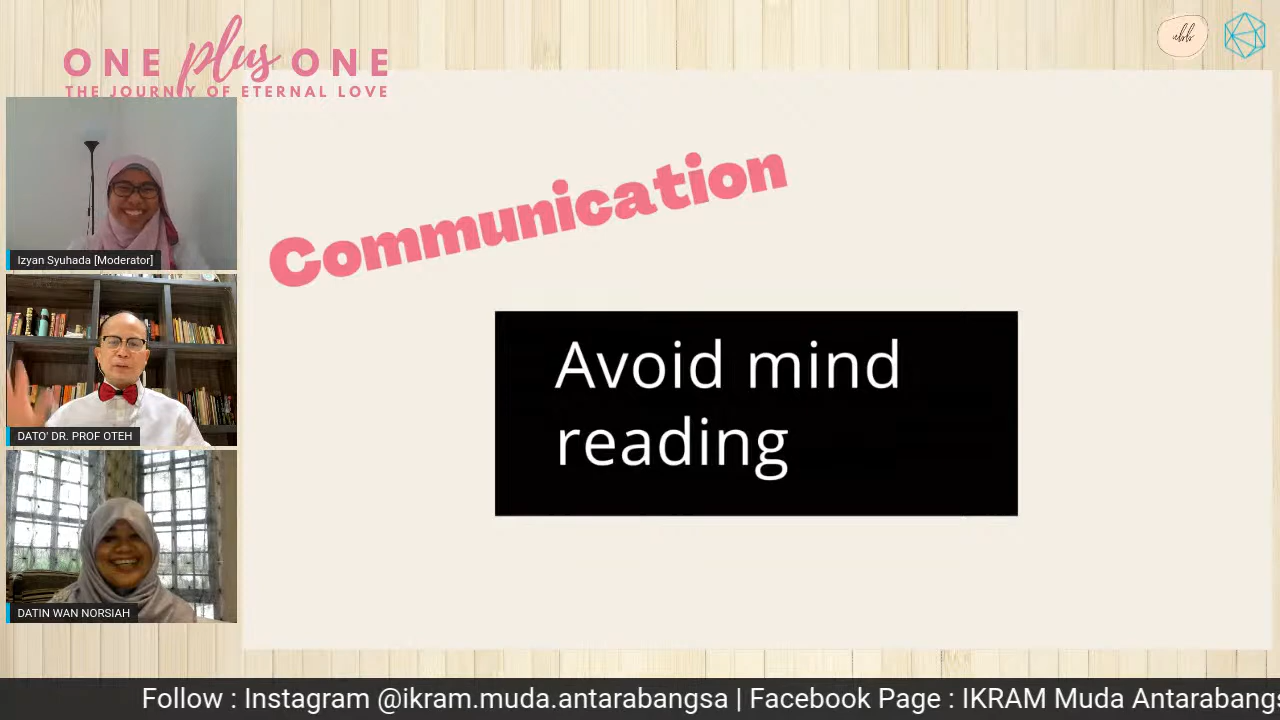 ONE plus ONE
THE JOURNEY OF ETERNAL LOVE
Izyan Syuhada [Moderator]
DATO' DR. PROF OTEH
DATIN WAN NORSIAH
Communication
Avoid mind
reading
Follow : Instagram @ikram.muda.antarabangsa | Facebook Page : IKRAM Muda Antarabangs